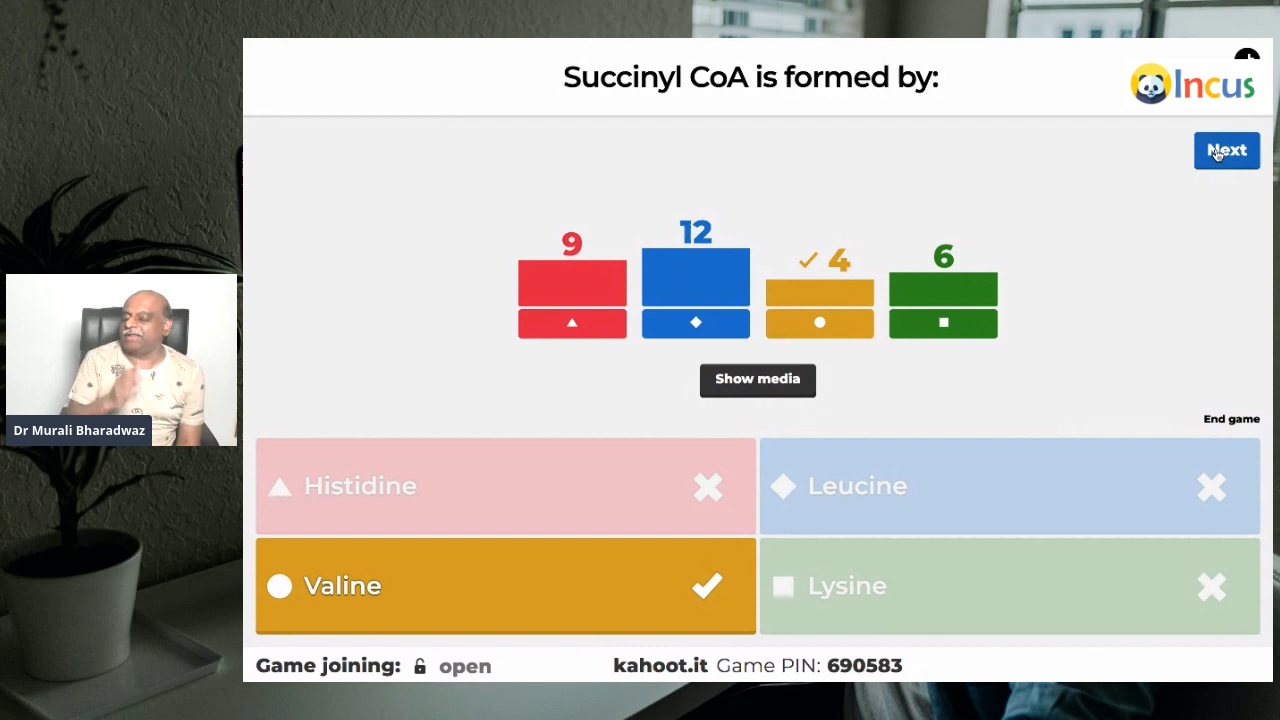 Succinyl CoA is formed by:
Incus
Next
9
12
4
6
Show media
End game
Dr Murali Bharadwaz
Histidine
Leucine
Valine
Lysine
Game joining: open
kahoot.it Game PIN: 690583